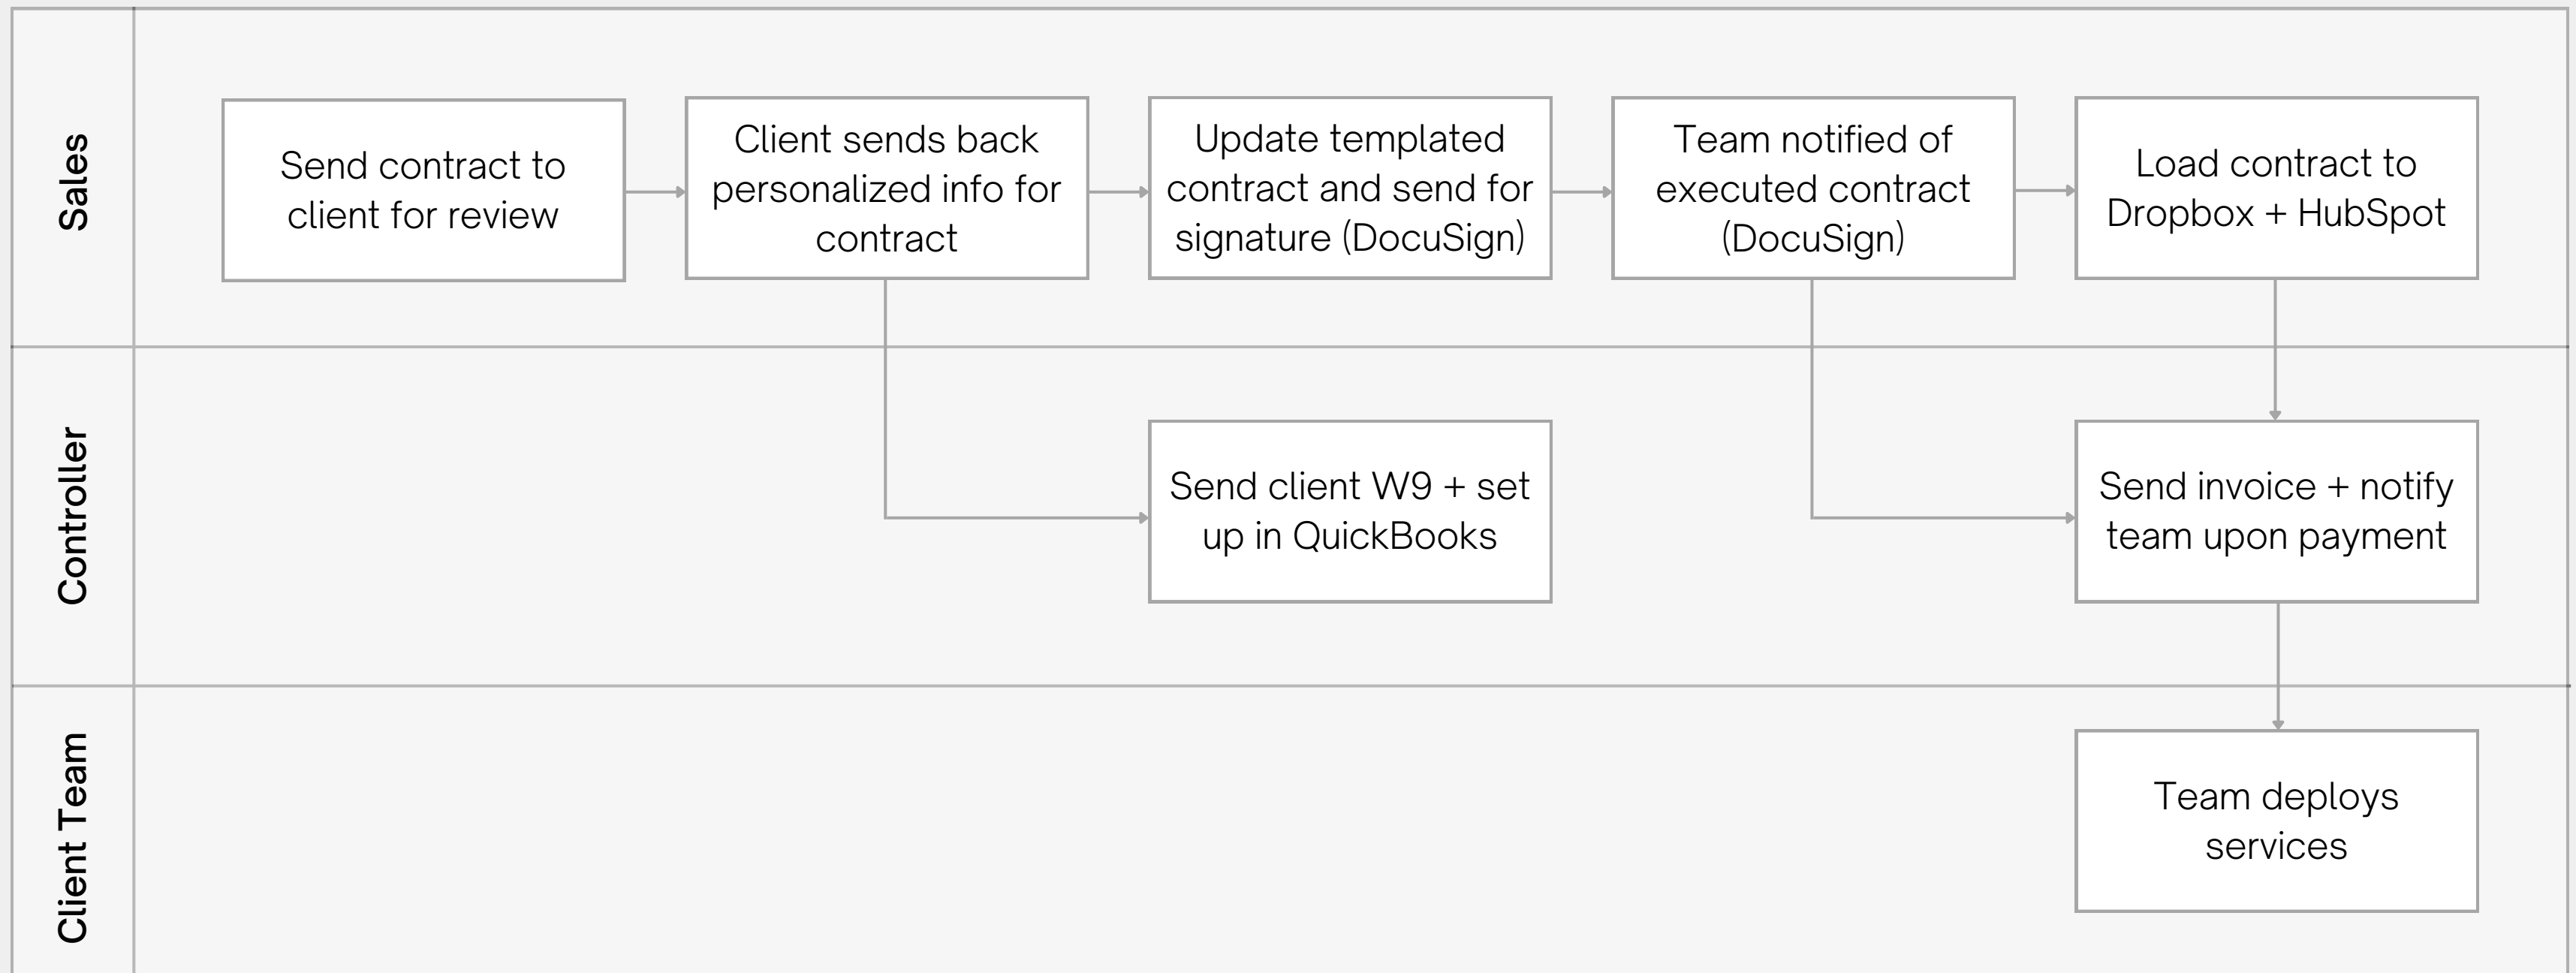 Sales
Send contract to
client for review
Client sends back
personalized info for
contract
Update templated
contract and send for
signature (DocuSign)
Team notified of
executed contract
(DocuSign)
Load contract to
Dropbox + HubSpot
Controller
Send client W9 + set
up in QuickBooks
Send invoice + notify
team upon payment
Client Team
Team deploys
services